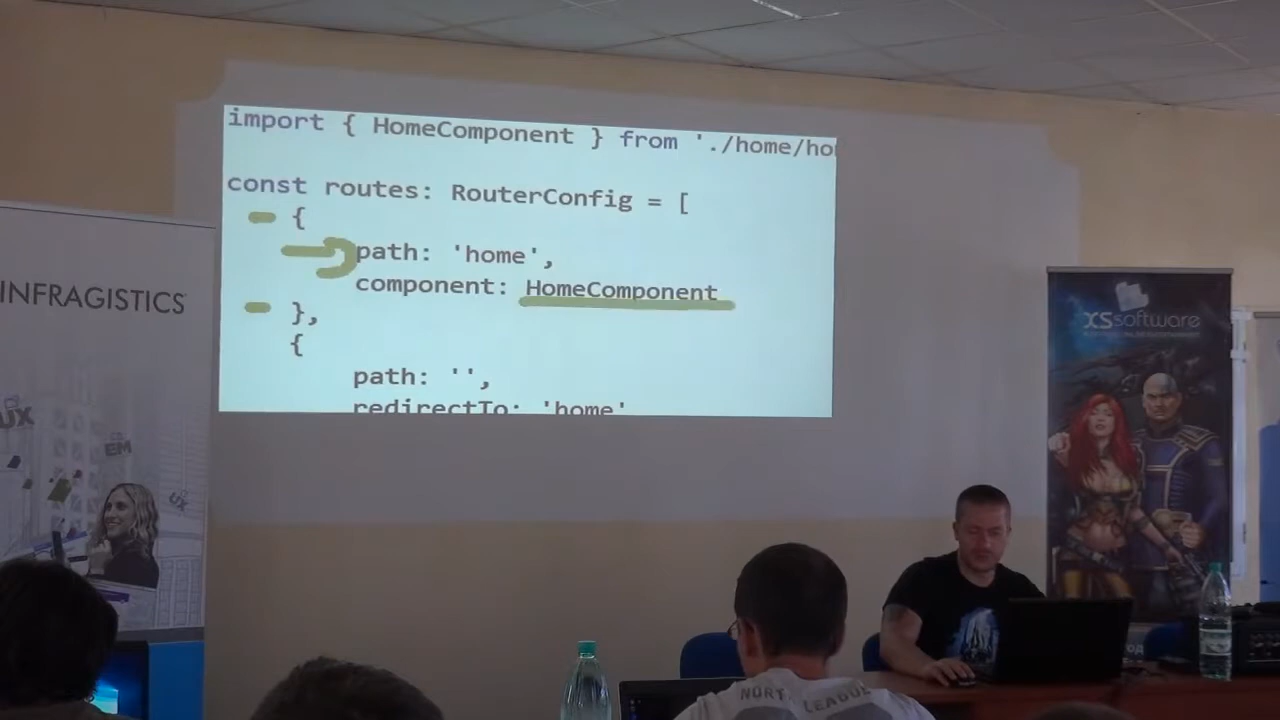 import { HomeComponent } from './home/ho
const routes: RouterConfig = [
{
path: 'home',
component: HomeComponent
},
{
path: '',
redirectTo: 'home'
INFRAGISTICS
UX
EM
UX
XSsoftware
NORTH LEAGUE